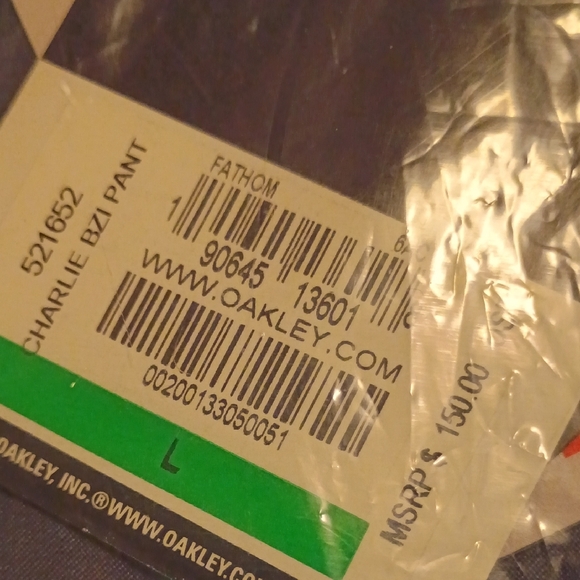 521652
CHARLIE BZI PANT
FATHOM
1 90645 13601
WWW.OAKLEY.COM
00200133050051
MSRP $ 150.00
L
OAKLEY, INC.® WWW.OAKLEY.CO